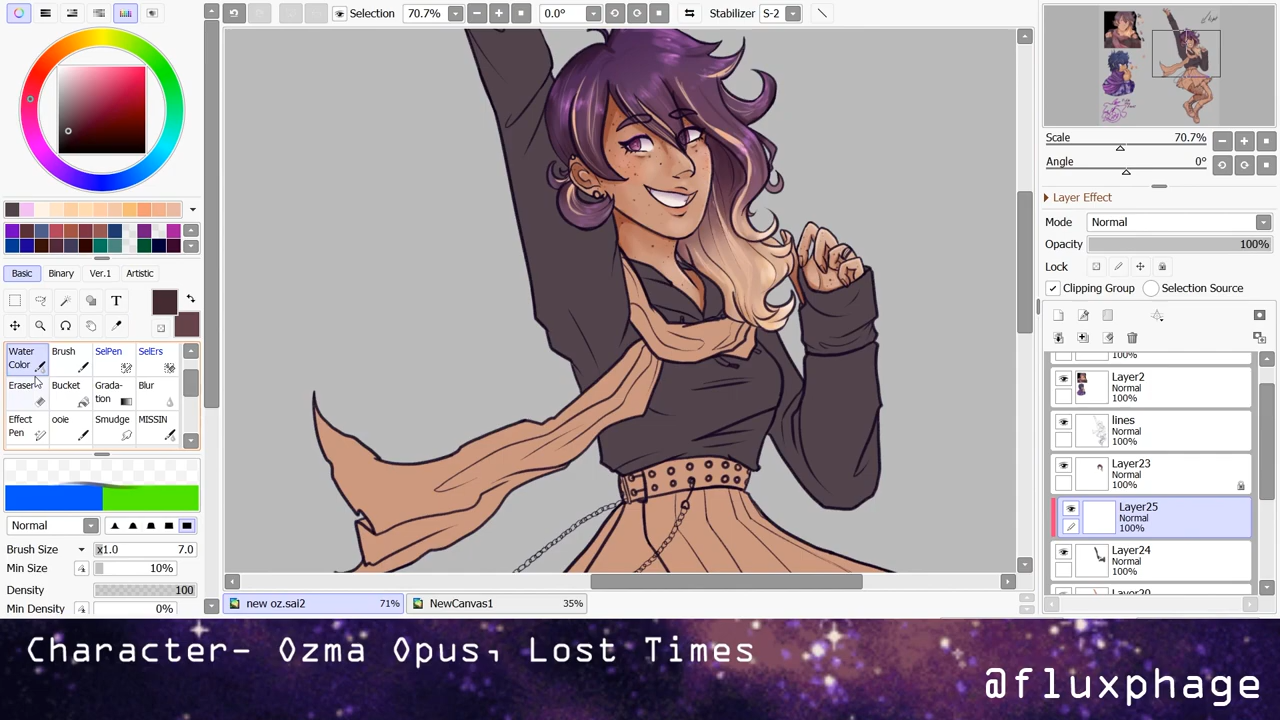 Selection
70.7%
0.0°
Stabilizer
S-2
Basic
Binary
Ver.1
Artistic
Water
Color
Brush
SelPen
SelErs
Eraser
Bucket
Grada-
tion
Blur
Effect
Pen
ooie
Smudge
MISSIN
Normal
Brush Size
x1.0
7.0
Min Size
10%
Density
100
Min Density
0%
new oz.sai2
71%
NewCanvas1
35%
Scale
70.7%
Angle
0°
Layer Effect
Mode
Normal
Opacity
100%
Lock
Clipping Group
Selection Source
100%
Layer2
Normal
100%
lines
Normal
100%
Layer23
Normal
100%
Layer25
Normal
100%
Layer24
Normal
100%
Layer20
Character- Ozma Opus, Lost Times
@fluxphage